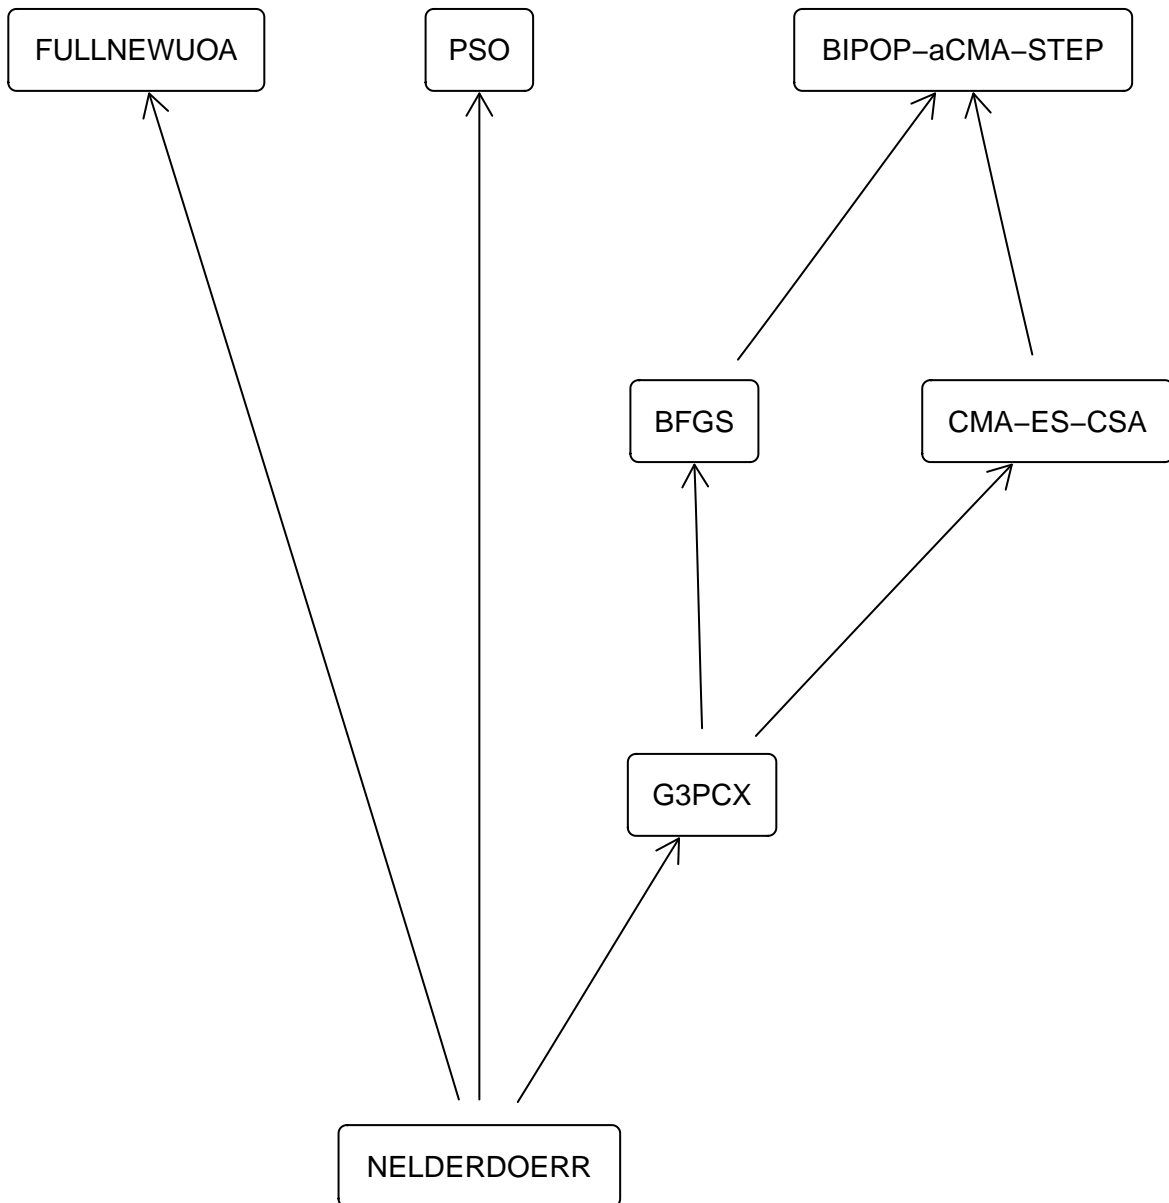 FULLNEWUOA
PSO
BIPOP−aCMA−STEP
BFGS
CMA−ES−CSA
G3PCX
NELDERDOERR